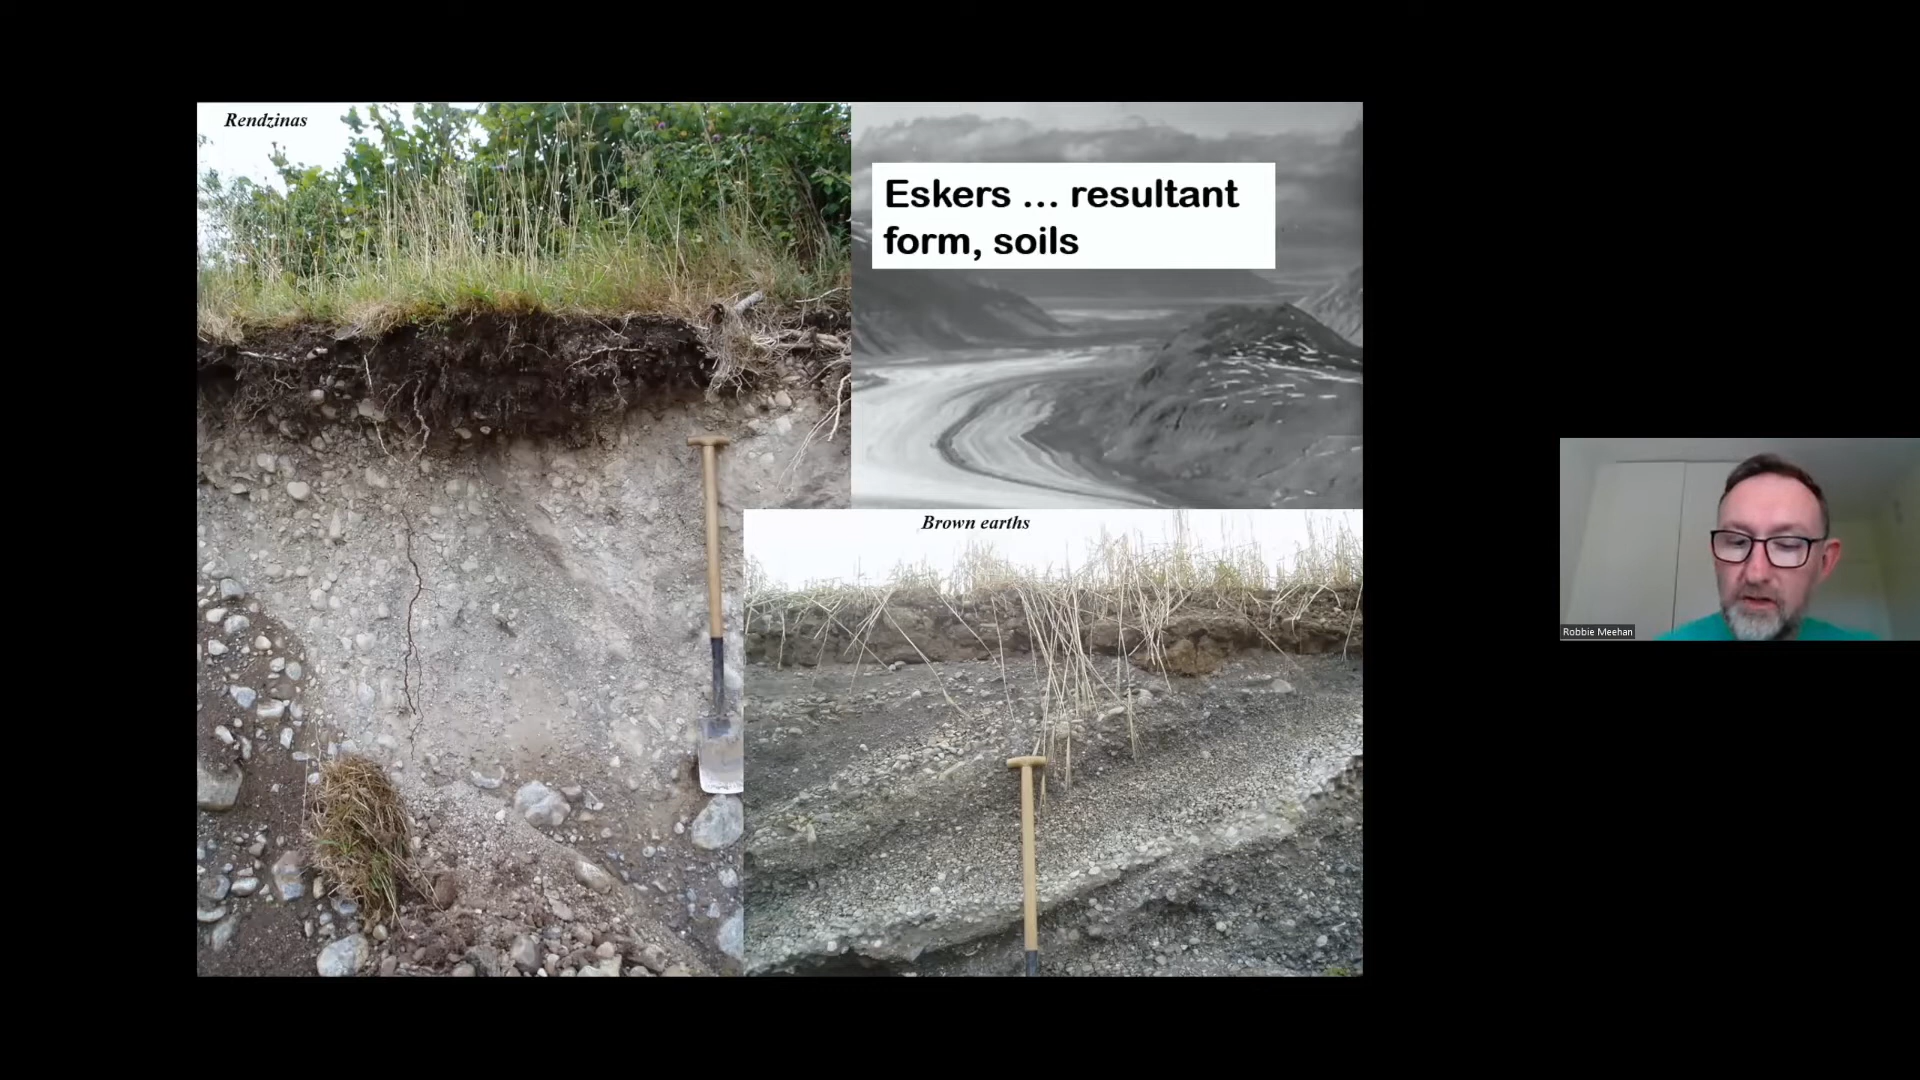 Rendzinas
Eskers ... resultant
form, soils
Brown earths
Robbie Meehan